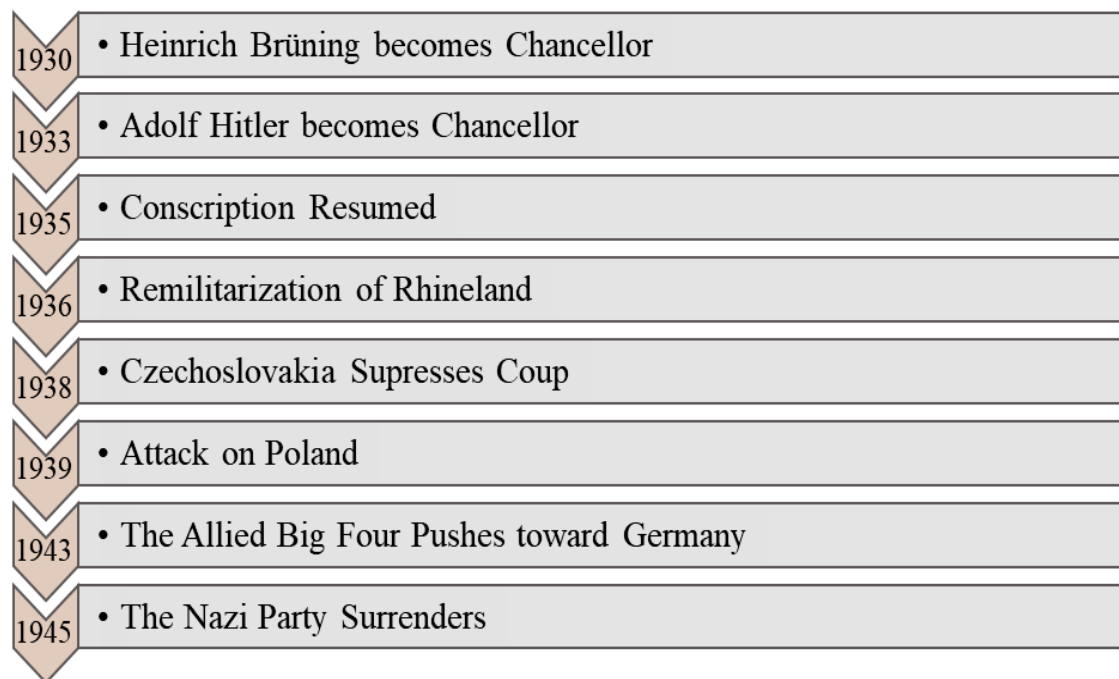 1930
• Heinrich Brüning becomes Chancellor
1933
• Adolf Hitler becomes Chancellor
1935
• Conscription Resumed
1936
• Remilitarization of Rhineland
1938
• Czechoslovakia Supresses Coup
1939
• Attack on Poland
1943
• The Allied Big Four Pushes toward Germany
1945
• The Nazi Party Surrenders